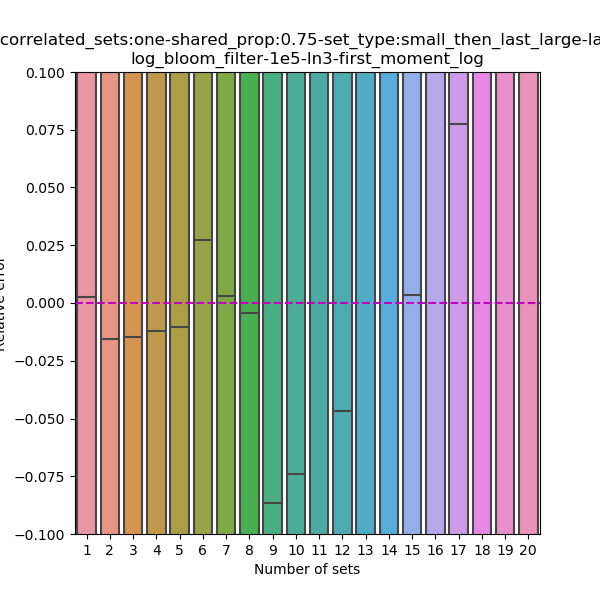 correlated_sets:one-shared_prop:0.75-set_type:small_then_last_large-la
log_bloom_filter-1e5-ln3-first_moment_log
0.100
0.075
0.050
0.025
0.000
−0.025
−0.050
−0.075
−0.100
Relative error
1 2 3 4 5 6 7 8 9 10 11 12 13 14 15 16 17 18 19 20
Number of sets